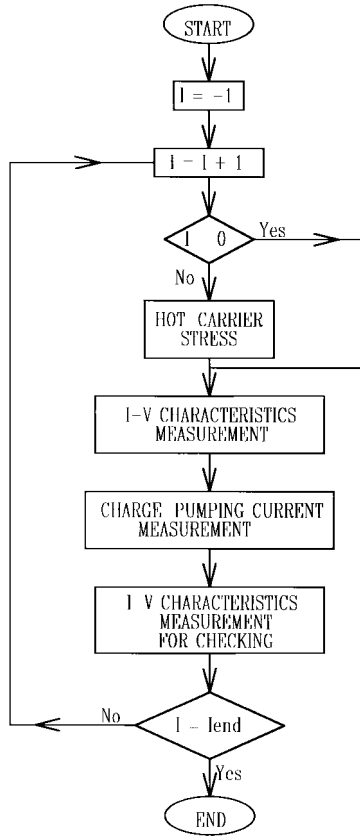 START
I = -1
I - I + 1
I 0
Yes
No
HOT CARRIER
STRESS
I-V CHARACTERISTICS
MEASUREMENT
CHARGE PUMPING CURRENT
MEASUREMENT
I V CHARACTERISTICS
MEASUREMENT
FOR CHECKING
No
I - Iend
Yes
END